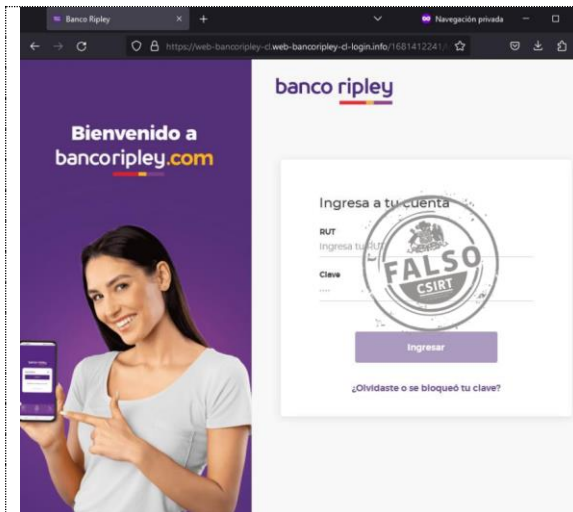 Banco Ripley
Navegación privada
https://web-bancoripley-cl.web-bancoripley-cl-login.info/1681412241/
banco ripley
Bienvenido a
bancoripley.com
Ingresa a tu cuenta
RUT
Ingresa tu RUT
Clave
FALSO
CSIRT
Ingresar
¿Olvidaste o se bloqueó tu clave?